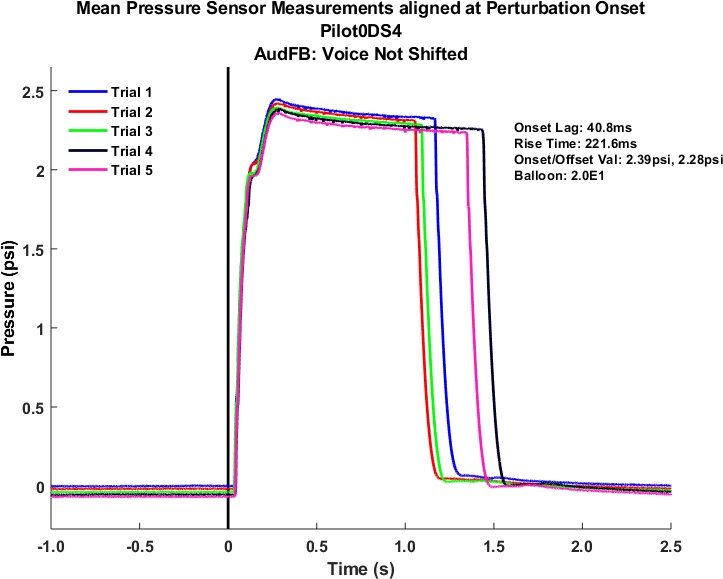 Mean Pressure Sensor Measurements aligned at Perturbation Onset
Pilot0DS4
AudFB: Voice Not Shifted
Trial 1
Trial 2
Trial 3
Trial 4
Trial 5
Onset Lag: 40.8ms
Rise Time: 221.6ms
Onset/Offset Val: 2.39psi, 2.28psi
Balloon: 2.0E1
Pressure (psi)
2.5
2
1.5
1
0.5
0
-1.0 -0.5 0 0.5 1.0 1.5 2.0 2.5
Time (s)